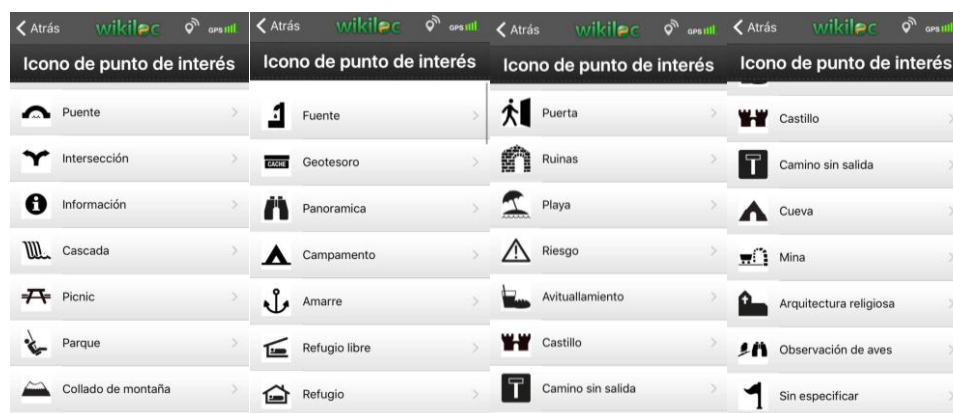 Atrás wikiloc GPS
Icono de punto de interés
Puente
Intersección
Información
Cascada
Picnic
Parque
Collado de montaña
Atrás wikiloc GPS
Icono de punto de interés
Fuente
CACHE Geotesoro
Panoramica
Campamento
Amarre
Refugio libre
Refugio
Atrás wikiloc GPS
Icono de punto de interés
Puerta
Ruinas
Playa
Riesgo
Avituallamiento
Castillo
Camino sin salida
Atrás wikiloc GPS
Icono de punto de interés
Castillo
Camino sin salida
Cueva
Mina
Arquitectura religiosa
Observación de aves
Sin especificar